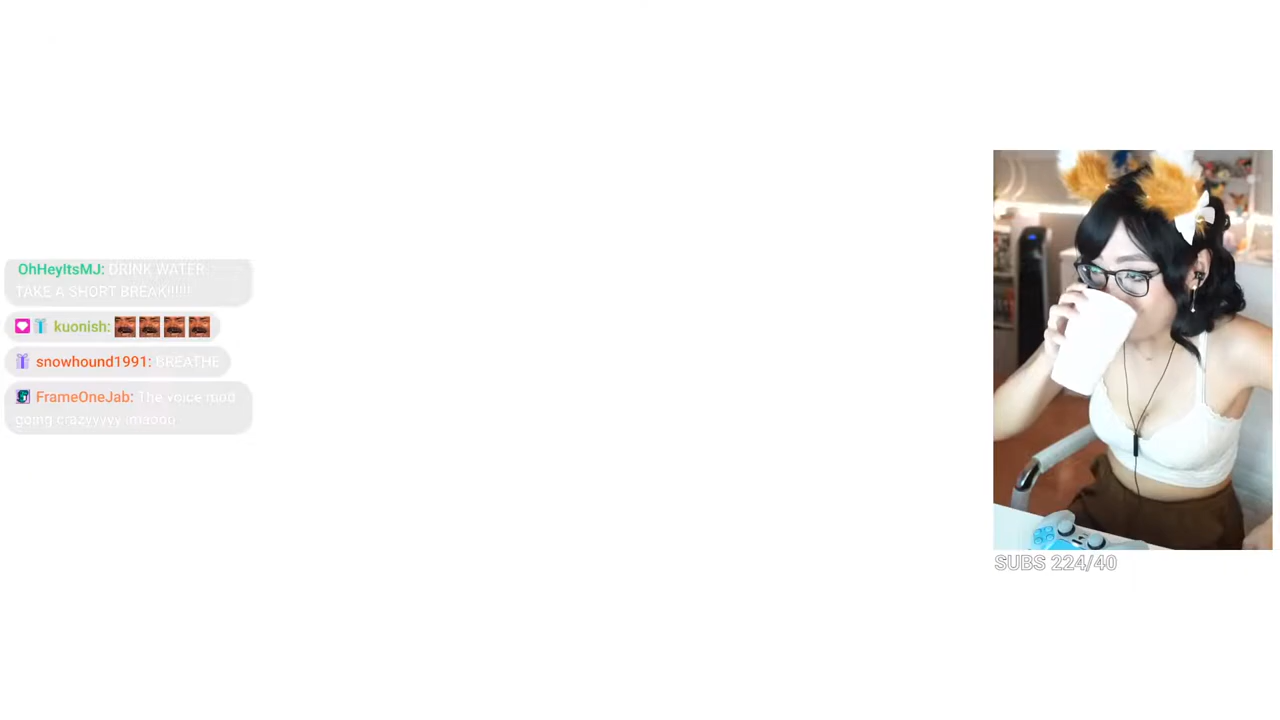 OhHeyItsMJ: DRINK WATER
TAKE A SHORT BREAK!!!!!
kuonish:
snowhound1991: BREATHE
FrameOneJab: The voice mod
going crazyyyyy lmaooo
SUBS 224/40